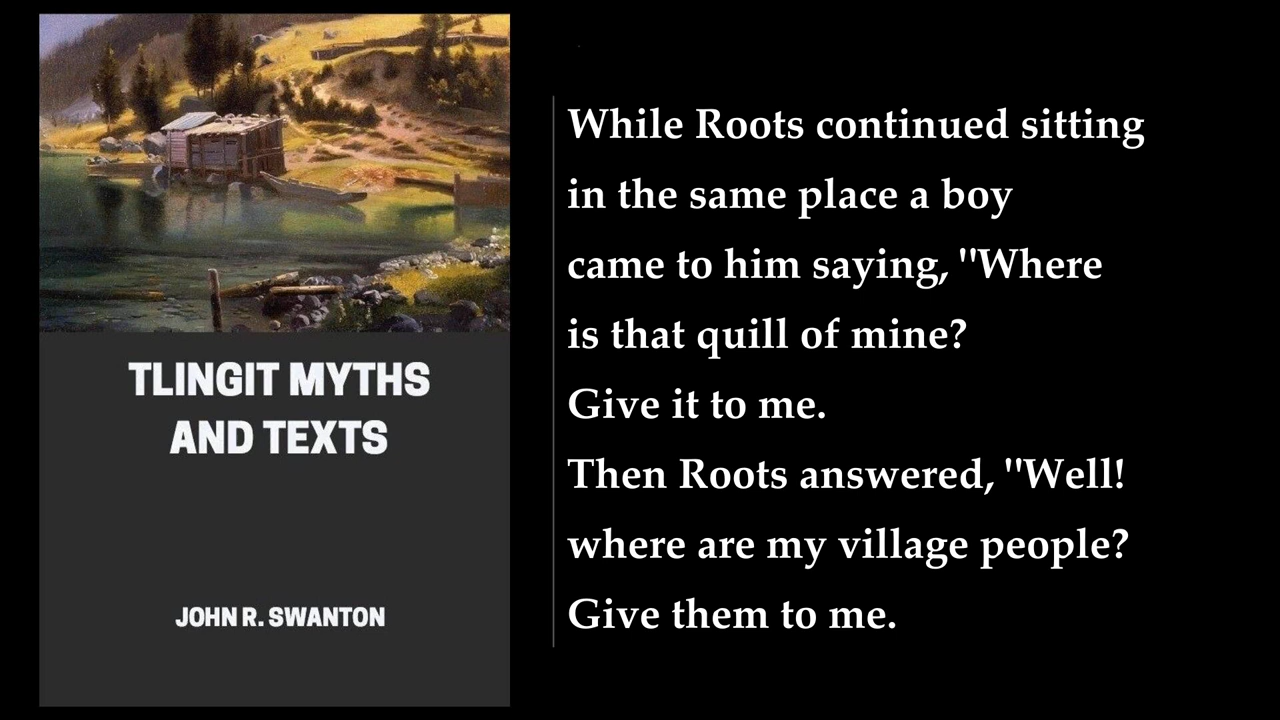 TLINGIT MYTHS
AND TEXTS
JOHN R. SWANTON
While Roots continued sitting
in the same place a boy
came to him saying, "Where
is that quill of mine?
Give it to me.
Then Roots answered, "Well!
where are my village people?
Give them to me.